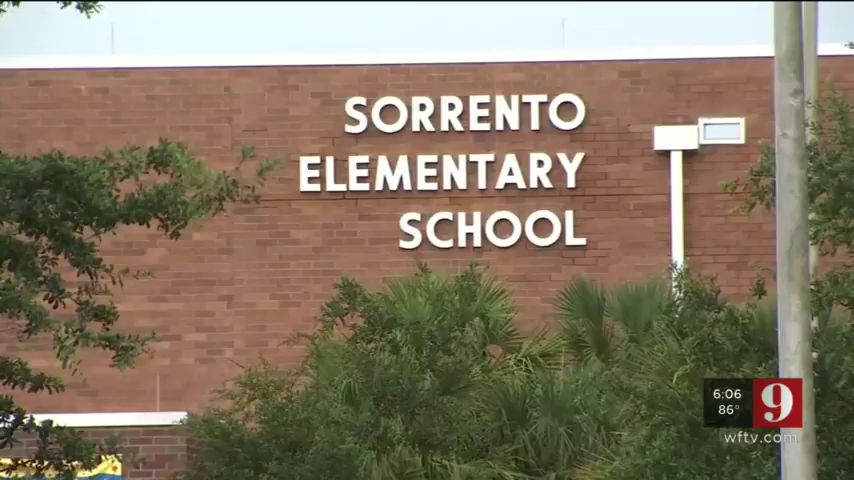 SORRENTO
ELEMENTARY
SCHOOL
6:06
86°
9
wftv.com